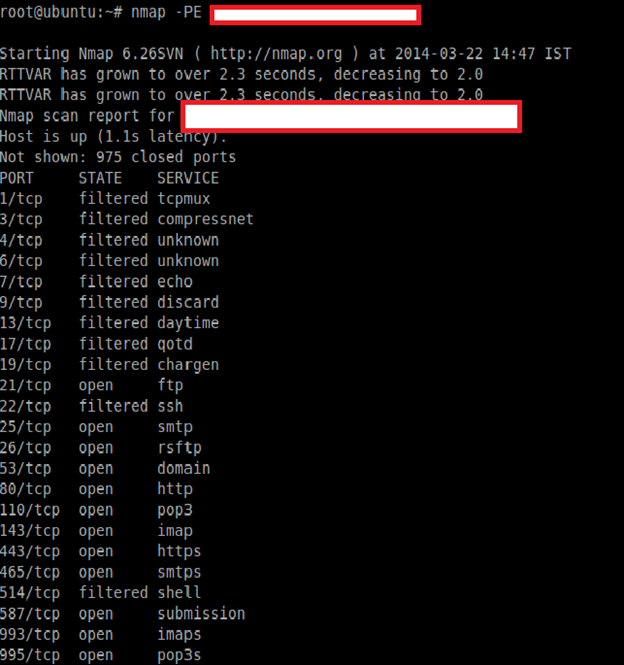 root@ubuntu:~# nmap -PE
Starting Nmap 6.26SVN ( http://nmap.org ) at 2014-03-22 14:47 IST
RTTVAR has grown to over 2.3 seconds, decreasing to 2.0
RTTVAR has grown to over 2.3 seconds, decreasing to 2.0
Nmap scan report for
Host is up (1.1s latency).
Not shown: 975 closed ports
PORT STATE SERVICE
1/tcp filtered tcpmux
3/tcp filtered compressnet
4/tcp filtered unknown
6/tcp filtered unknown
7/tcp filtered echo
9/tcp filtered discard
13/tcp filtered daytime
17/tcp filtered qotd
19/tcp filtered chargen
21/tcp open ftp
22/tcp filtered ssh
25/tcp open smtp
26/tcp open rsftp
53/tcp open domain
80/tcp open http
110/tcp open pop3
143/tcp open imap
443/tcp open https
465/tcp open smtps
514/tcp filtered shell
587/tcp open submission
993/tcp open imaps
995/tcp open pop3s